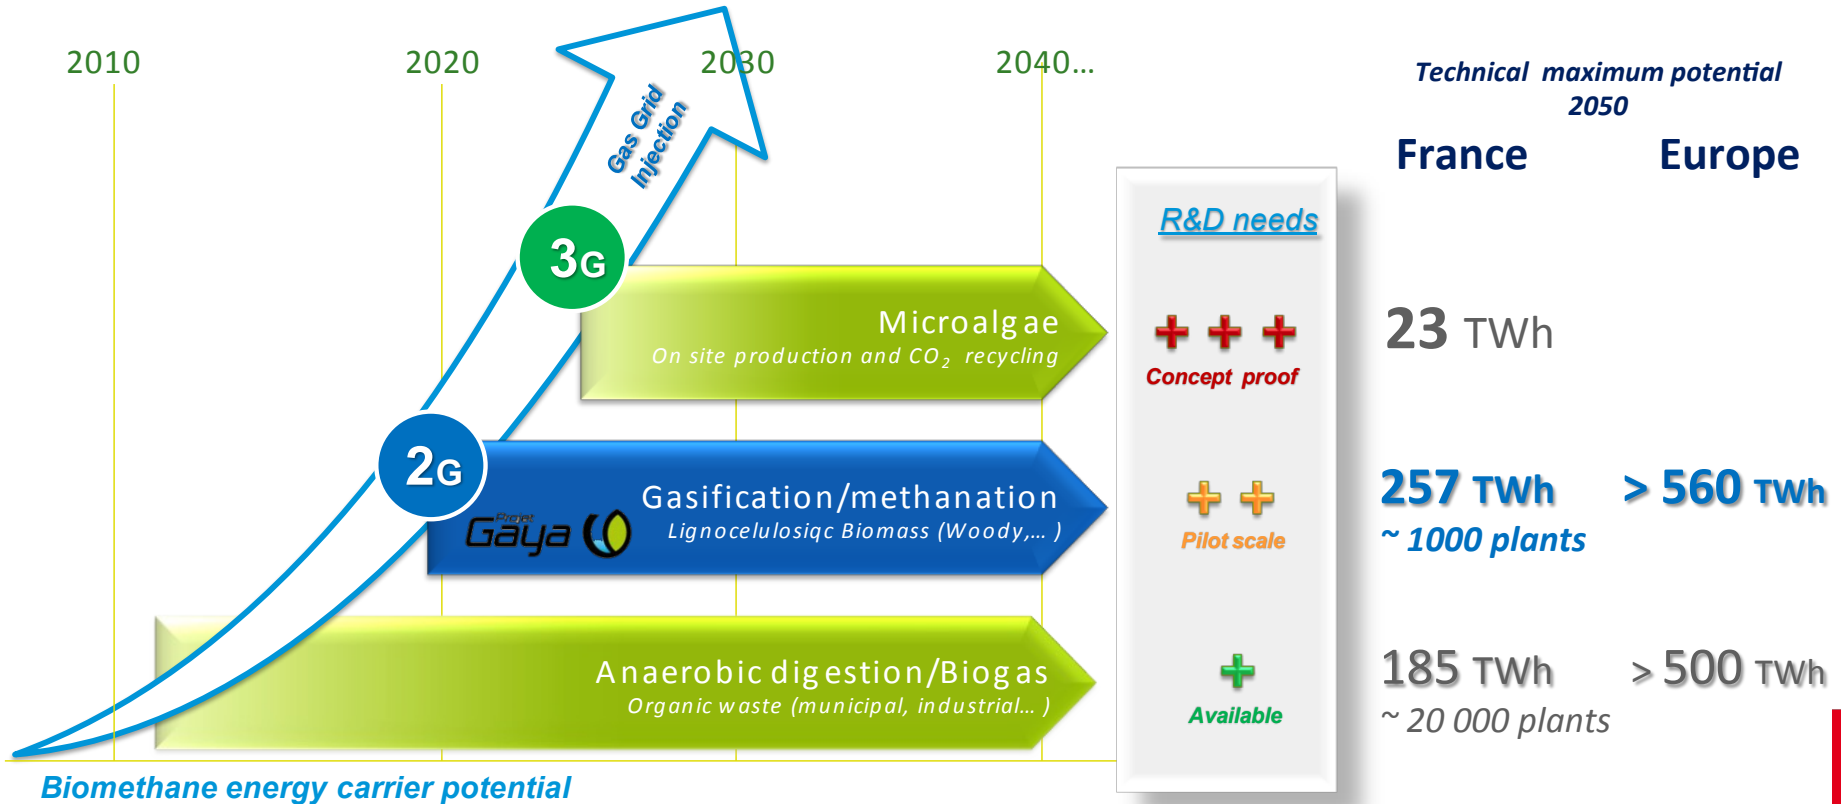 2010 2020 2030 2040...
Technical maximum potential
2050
France Europe
Gas Grid
Injection
R&D needs
3G
Microalgae
On site production and CO₂ recycling
Concept proof
23 TWh
2G
Projet
Gaya
Gasification/methanation
Lignocelulosiqc Biomass (Woody,... )
Pilot scale
257 TWh > 560 TWh
~ 1000 plants
Anaerobic digestion/Biogas
Organic waste (municipal, industrial... )
Available
185 TWh > 500 TWh
~ 20 000 plants
Biomethane energy carrier potential